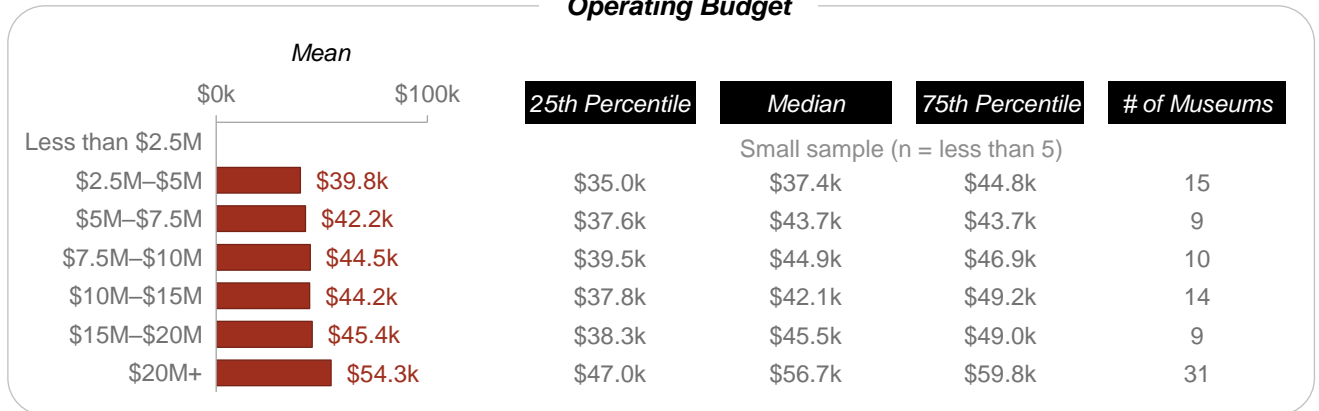 Operating Budget
Mean
$0k $100k 25th Percentile Median 75th Percentile # of Museums
Less than $2.5M Small sample (n = less than 5)
$2.5M–$5M $39.8k $35.0k $37.4k $44.8k 15
$5M–$7.5M $42.2k $37.6k $43.7k $43.7k 9
$7.5M–$10M $44.5k $39.5k $44.9k $46.9k 10
$10M–$15M $44.2k $37.8k $42.1k $49.2k 14
$15M–$20M $45.4k $38.3k $45.5k $49.0k 9
$20M+ $54.3k $47.0k $56.7k $59.8k 31